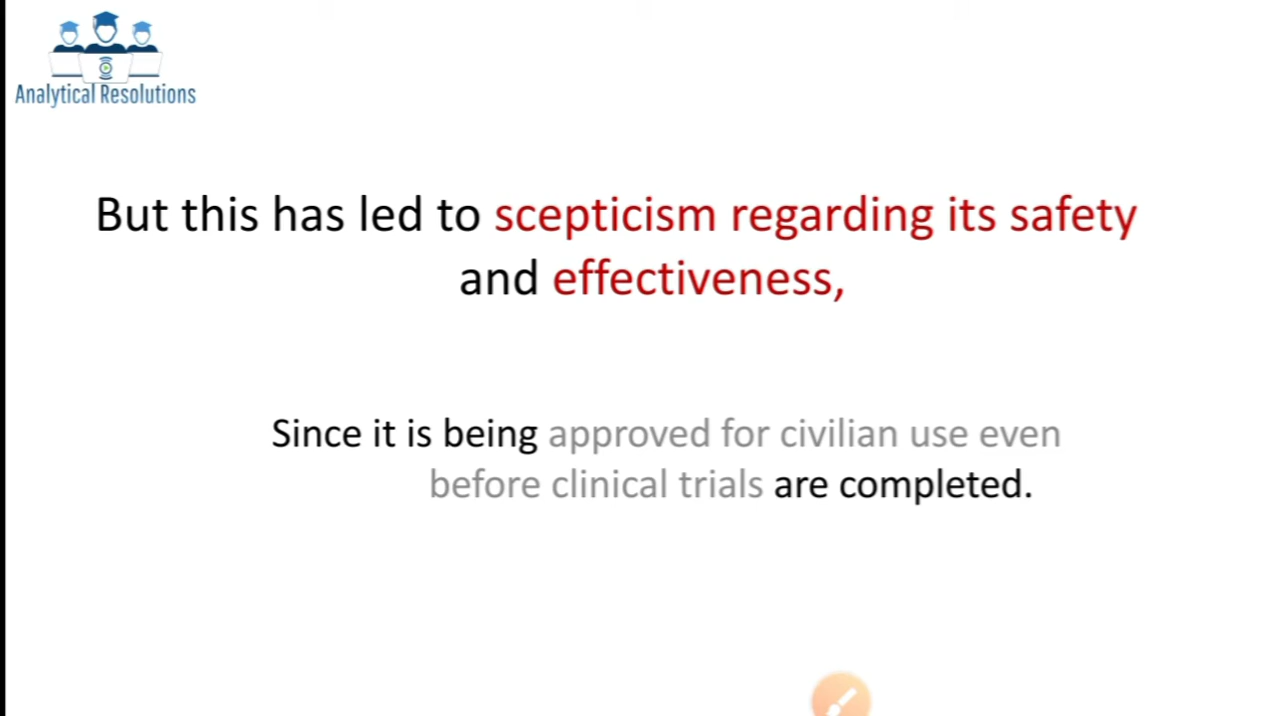 Analytical Resolutions
But this has led to scepticism regarding its safety
and effectiveness,
Since it is being approved for civilian use even
before clinical trials are completed.